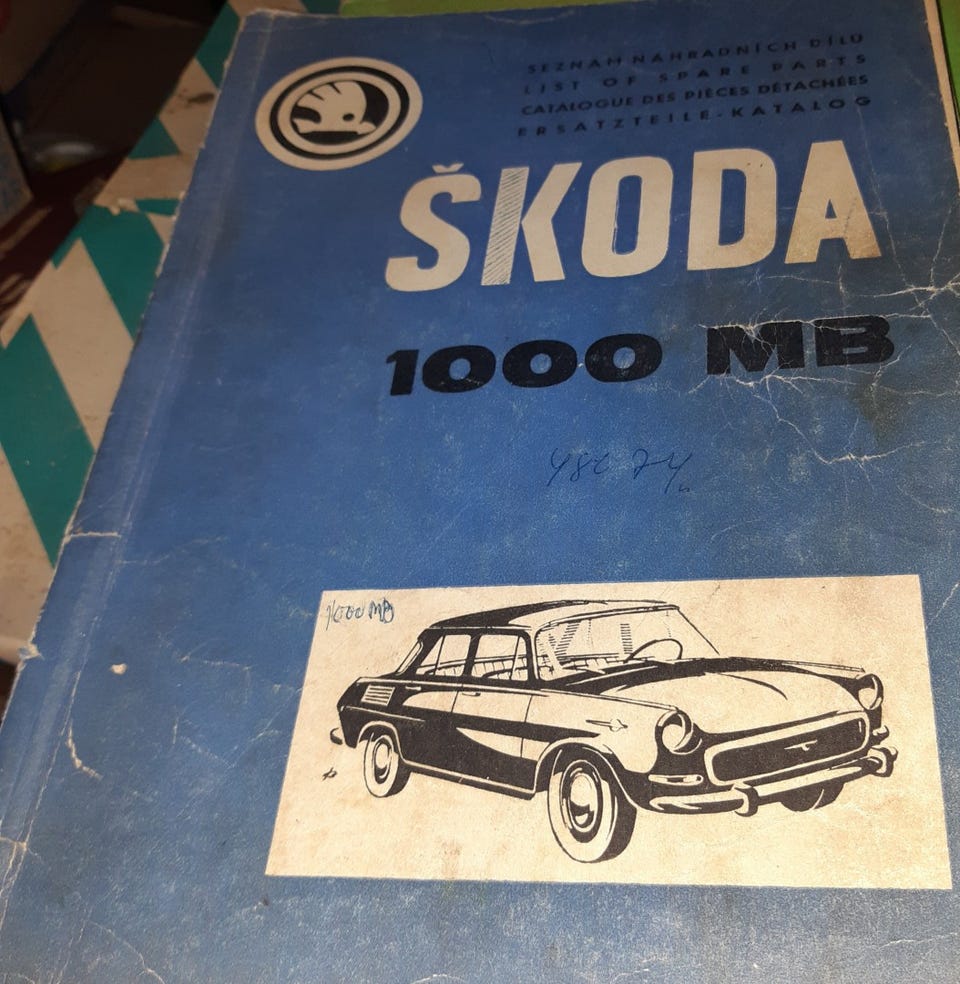 SEZNAM NÁHRADNÍCH DÍLŮ
LIST OF SPARE PARTS
CATALOGUE DES PIÈCES DÉTACHÉES
ERSATZTEILE-KATALOG
ŠKODA
1000 MB
1000 MB